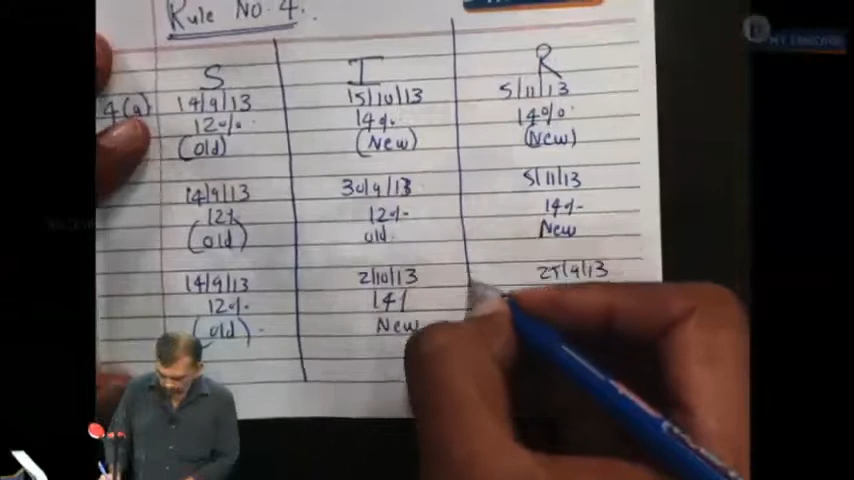 Rule No. 4.
S I R
4(a) 14/9/13 15/10/13 5/11/13
12% 14% 14%
(Old) (New) (New)
14/9/13 30/9/13 5/11/13
12% 12% 14%
(Old) old New
14/9/13 2/10/13 25/9/13
12% 14%
(old) New